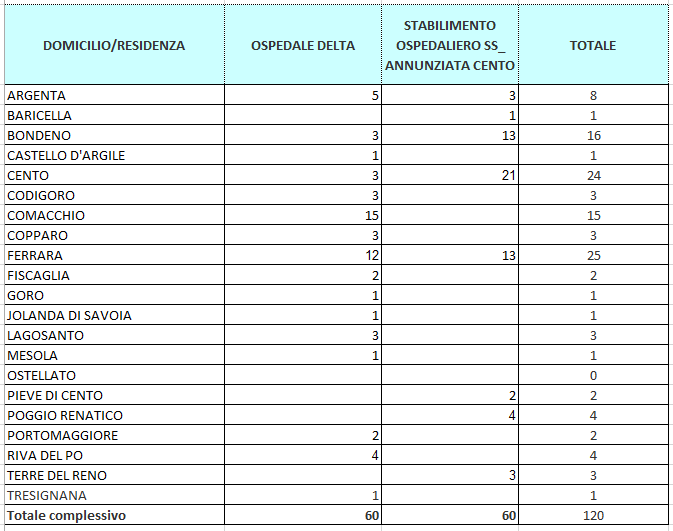 DOMICILIO/RESIDENZA OSPEDALE DELTA STABILIMENTO OSPEDALIERO SS_ ANNUNZIATA CENTO TOTALE
ARGENTA 5 3 8
BARICELLA 1 1
BONDENO 3 13 16
CASTELLO D'ARGILE 1 1
CENTO 3 21 24
CODIGORO 3 3
COMACCHIO 15 15
COPPARO 3 3
FERRARA 12 13 25
FISCAGLIA 2 2
GORO 1 1
JOLANDA DI SAVOIA 1 1
LAGOSANTO 3 3
MESOLA 1 1
OSTELLATO 0
PIEVE DI CENTO 2 2
POGGIO RENATICO 4 4
PORTOMAGGIORE 2 2
RIVA DEL PO 4 4
TERRE DEL RENO 3 3
TRESIGNANA 1 1
Totale complessivo 60 60 120